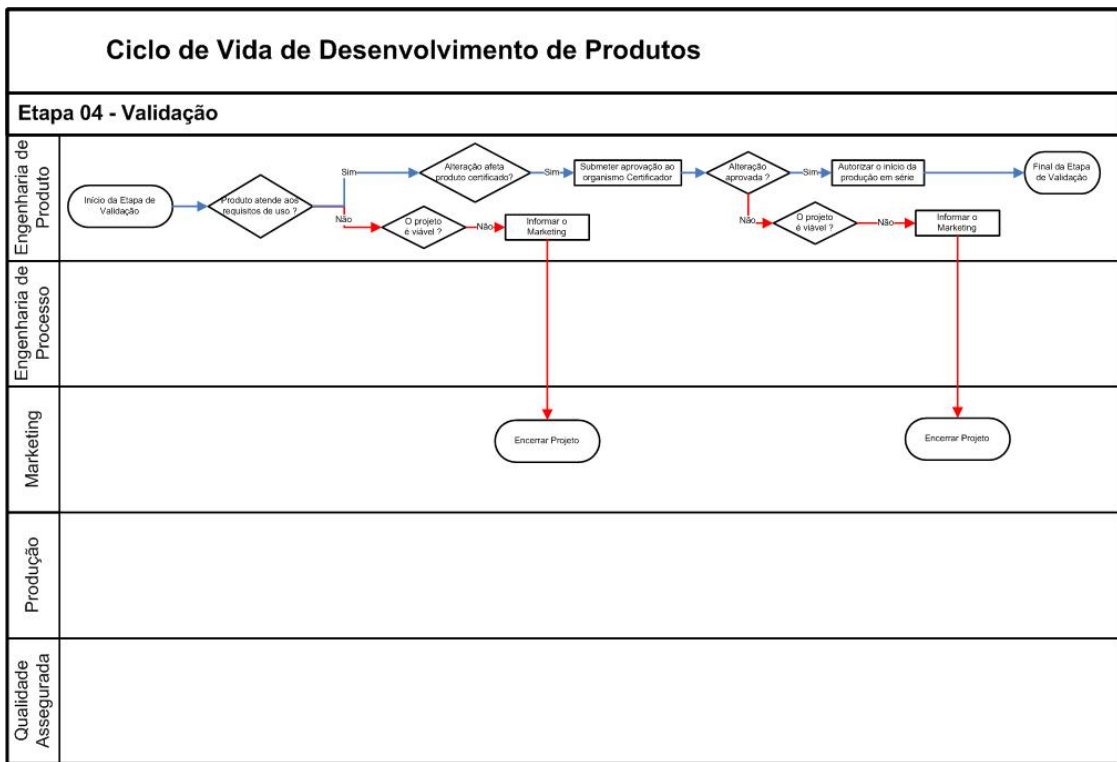 Ciclo de Vida de Desenvolvimento de Produtos
Etapa 04 - Validação
Engenharia de
Produto
Início da Etapa de
Validação
Produto atende aos
requisitos de uso ?
Sim
Alteração afeta
produto certificado?
Sim
Submeter aprovação ao
organismo Certificador
Alteração
aprovada ?
Sim
Autorizar o início da
produção em série
Final da Etapa
de Validação
Não
O projeto
é viável ?
Não
Informar o
Marketing
Não
O projeto
é viável ?
Não
Informar o
Marketing
Engenharia de
Processo
Marketing
Encerrar Projeto
Encerrar Projeto
Produção
Qualidade
Assegurada